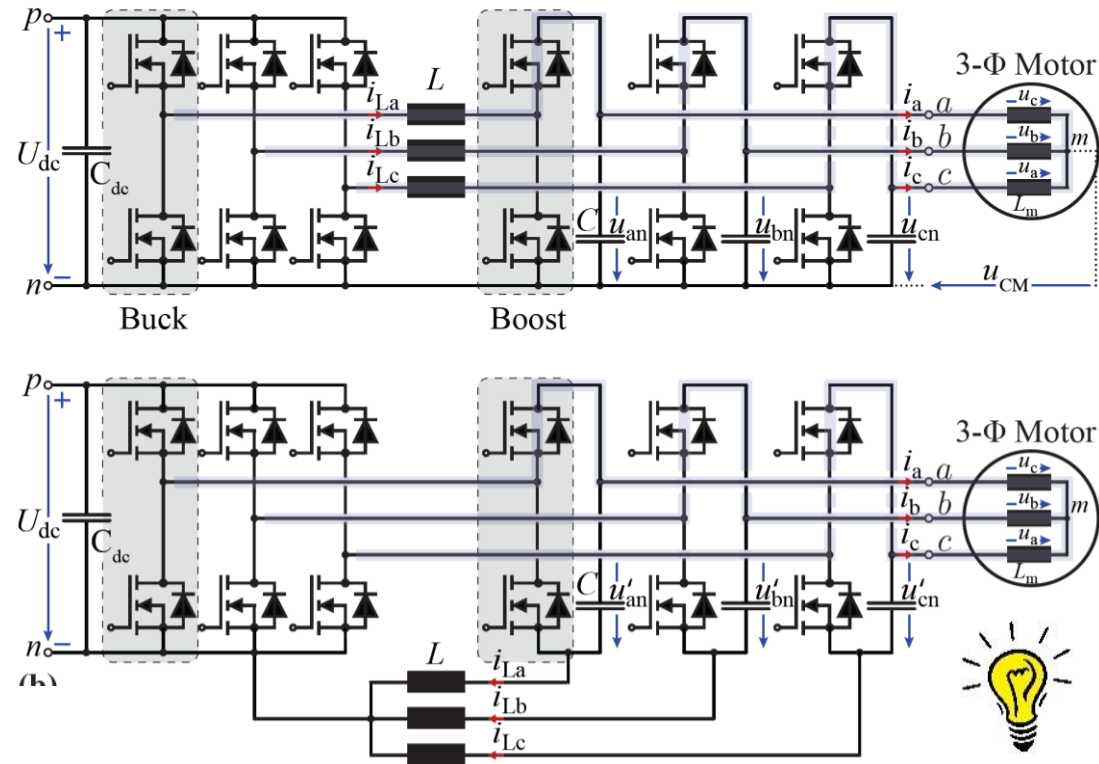 p
+
L
3-Φ Motor
i_La
i_a
a
u_c
i_Lb
i_b
b
u_b
m
U_dc
C_dc
i_Lc
i_c
c
u_a
L_m
C
u_an
u_bn
u_cn
n
−
u_CM
Buck
Boost
p
+
3-Φ Motor
i_a
a
u_c
i_b
b
u_b
m
U_dc
C_dc
i_c
c
u_a
L_m
C
u'_an
u'_bn
u'_cn
n
−
(b)
L
i_La
i_Lb
i_Lc